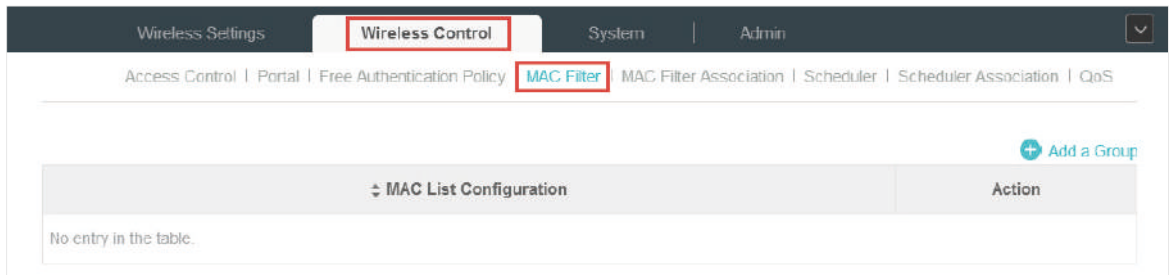 Wireless Settings Wireless Control System | Admin
Access Control | Portal | Free Authentication Policy | MAC Filter | MAC Filter Association | Scheduler | Scheduler Association | QoS
Add a Group
MAC List Configuration Action
No entry in the table.